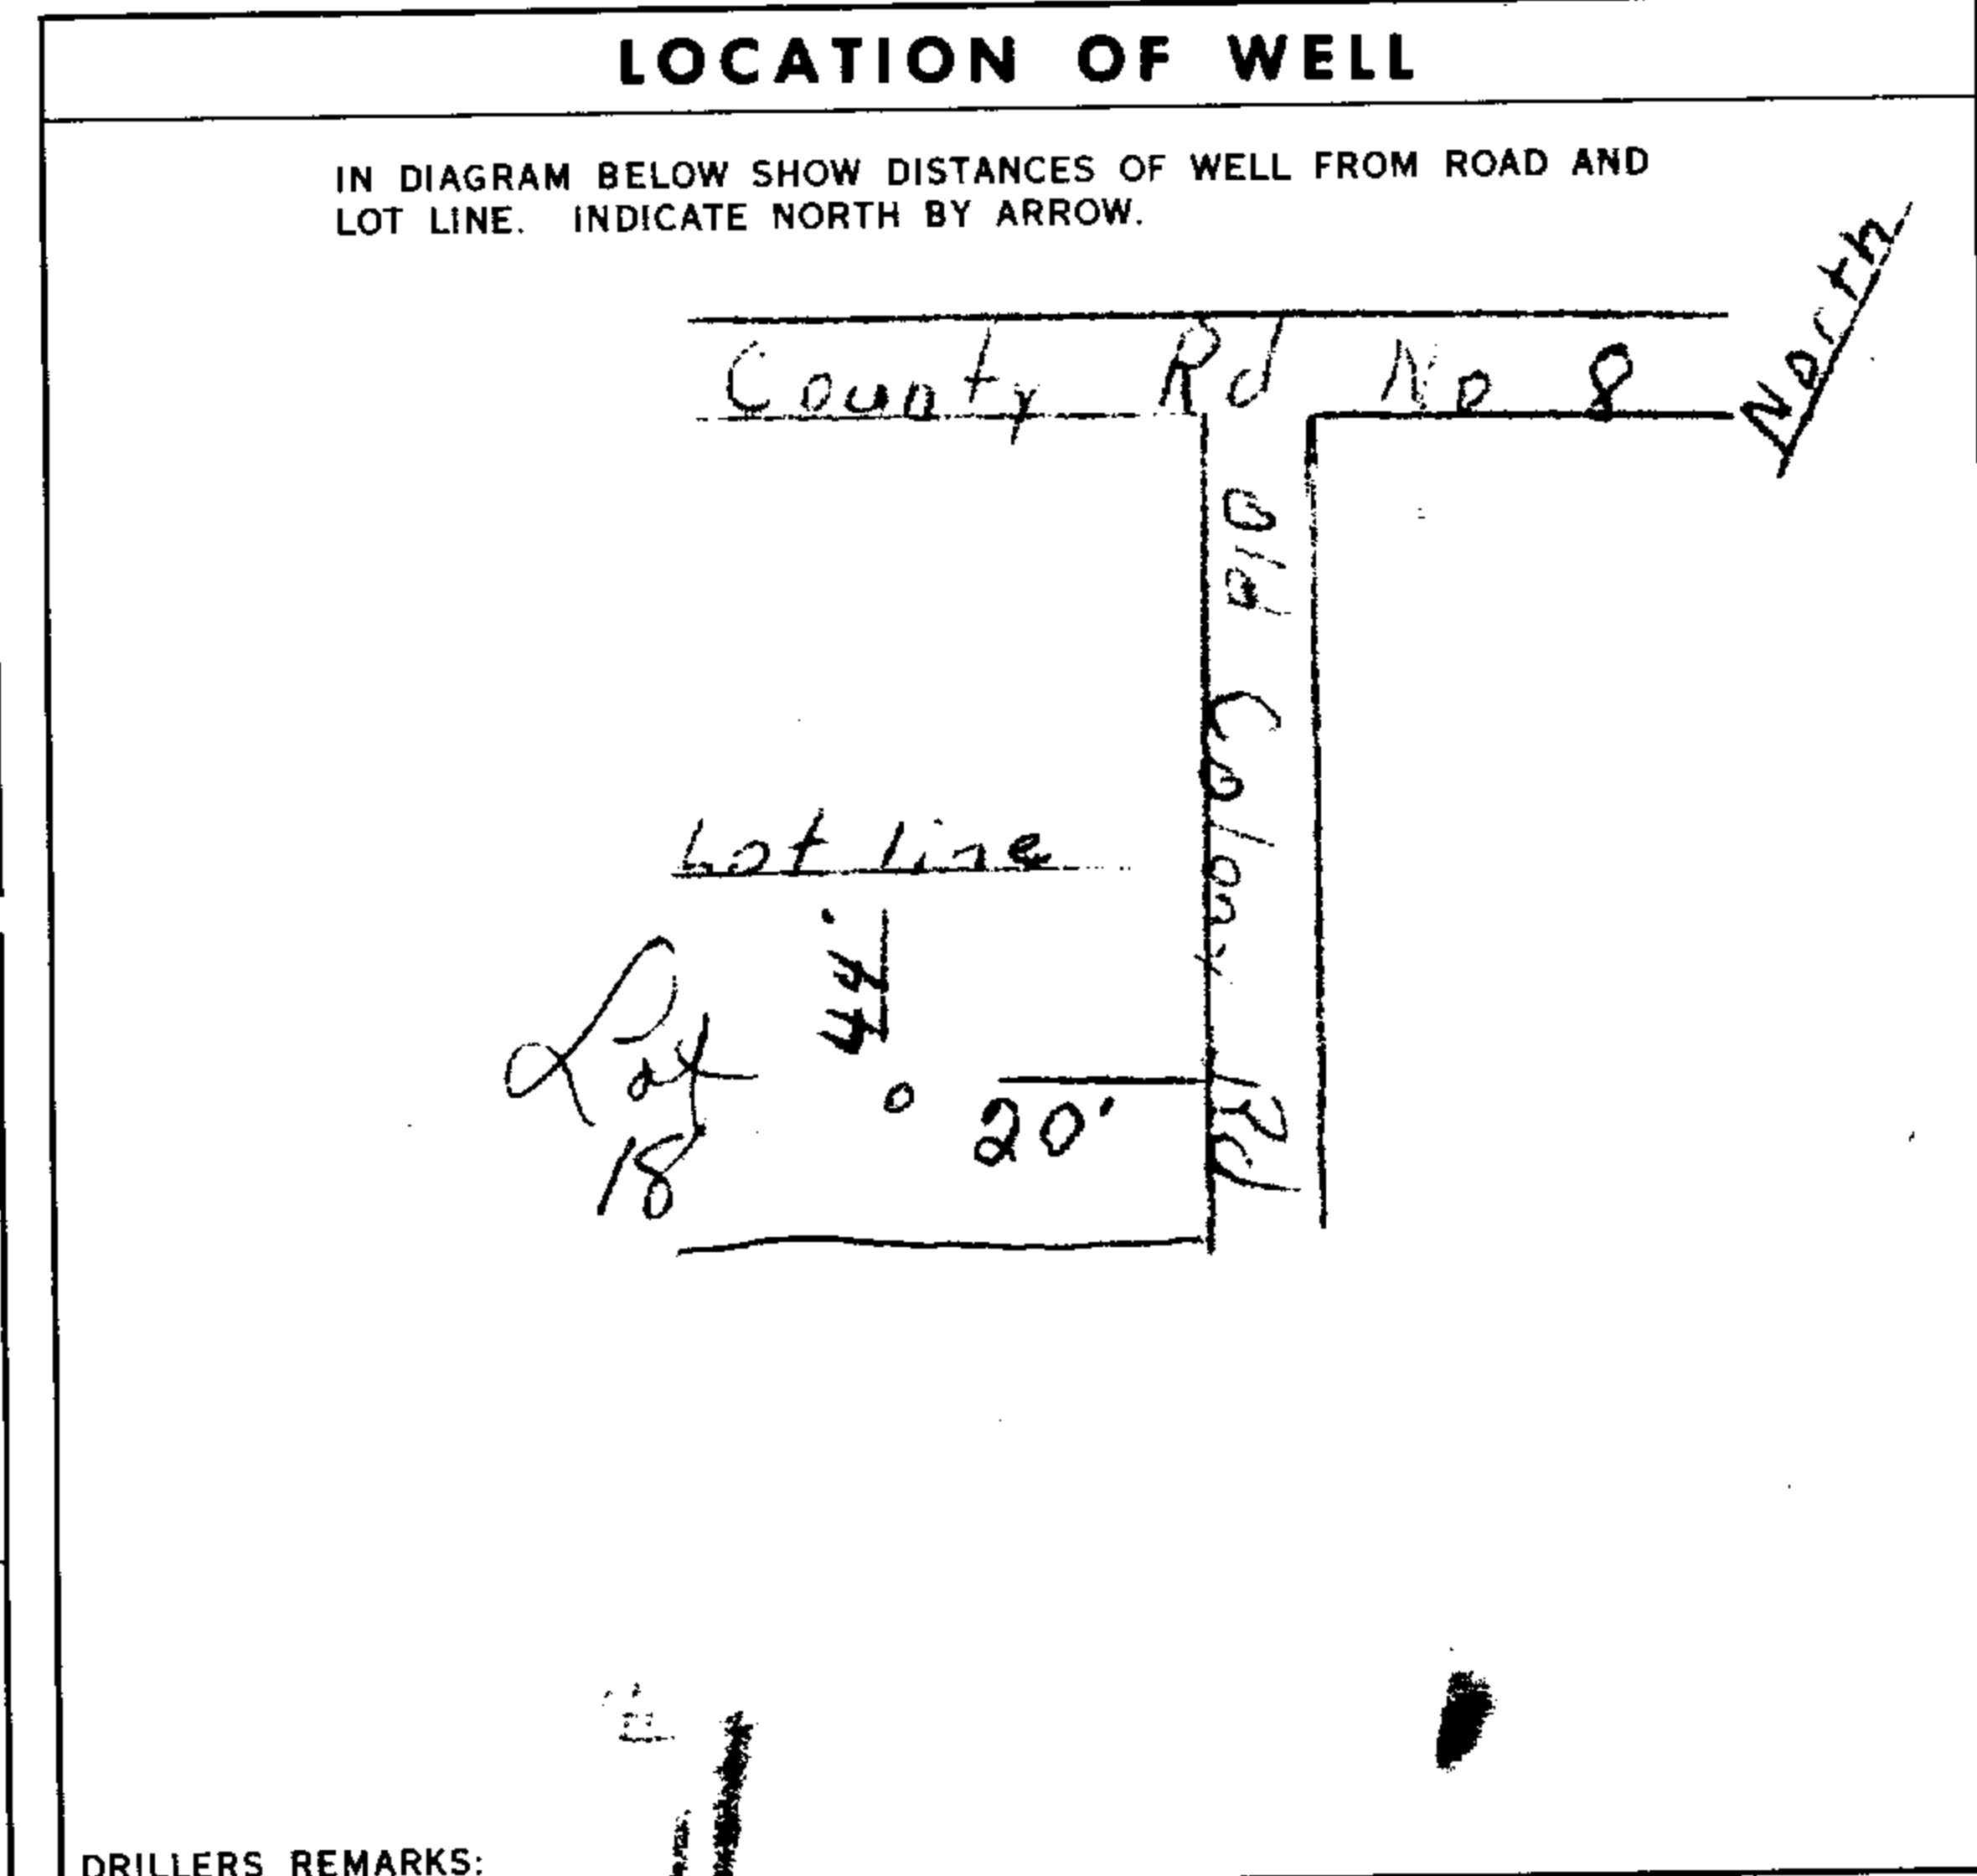 LOCATION OF WELL
IN DIAGRAM BELOW SHOW DISTANCES OF WELL FROM ROAD AND
LOT LINE. INDICATE NORTH BY ARROW.
North
County Rd No 8
Old Rd
Lot line
44'
Lot
18
20'
DRILLERS REMARKS: